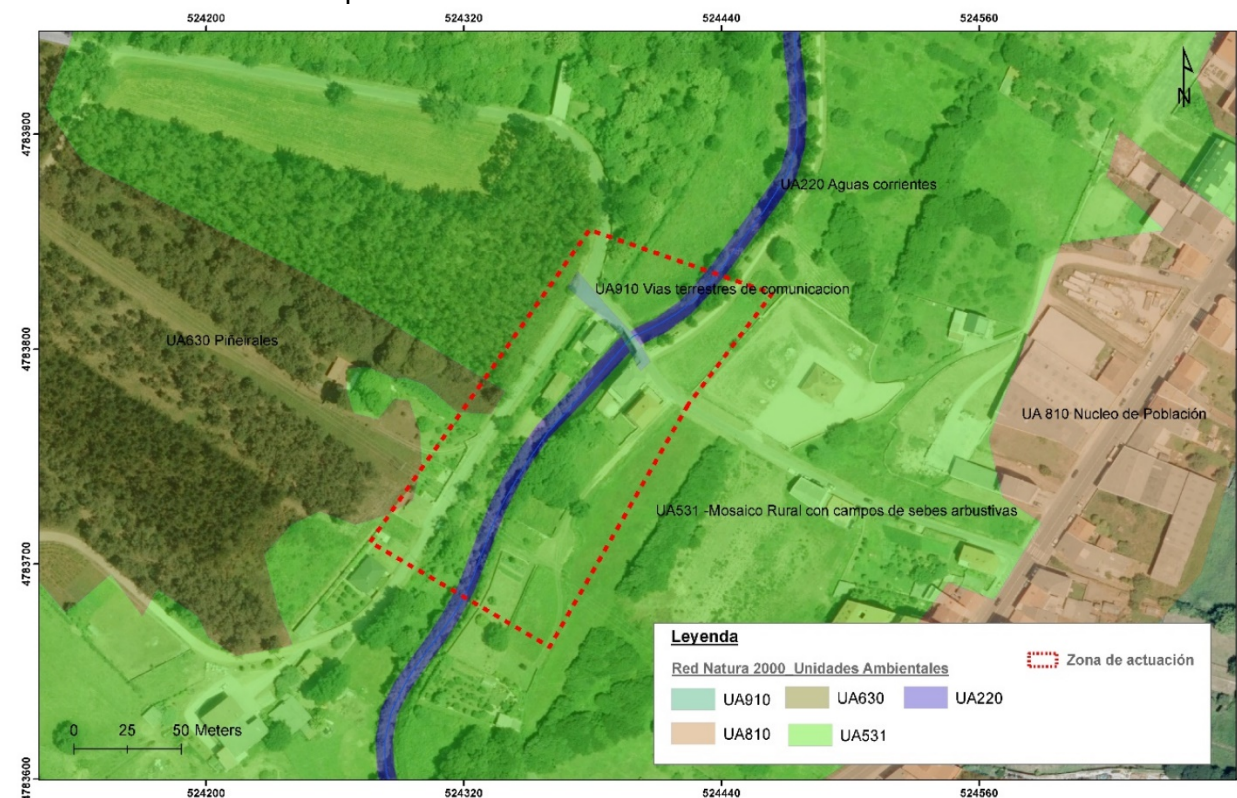 524200 524320 524440 524560
4783900
N
UA220 Aguas corrientes
UA910 Vias terrestres de comunicacion
4783800
UA630 Piñeirales
UA 810 Nucleo de Población
UA531 -Mosaico Rural con campos de sebes arbustivas
4783700
Leyenda
Red Natura 2000_Unidades Ambientales
Zona de actuación
UA910 UA630 UA220
UA810 UA531
0 25 50 Meters
4783600
524200 524320 524440 524560